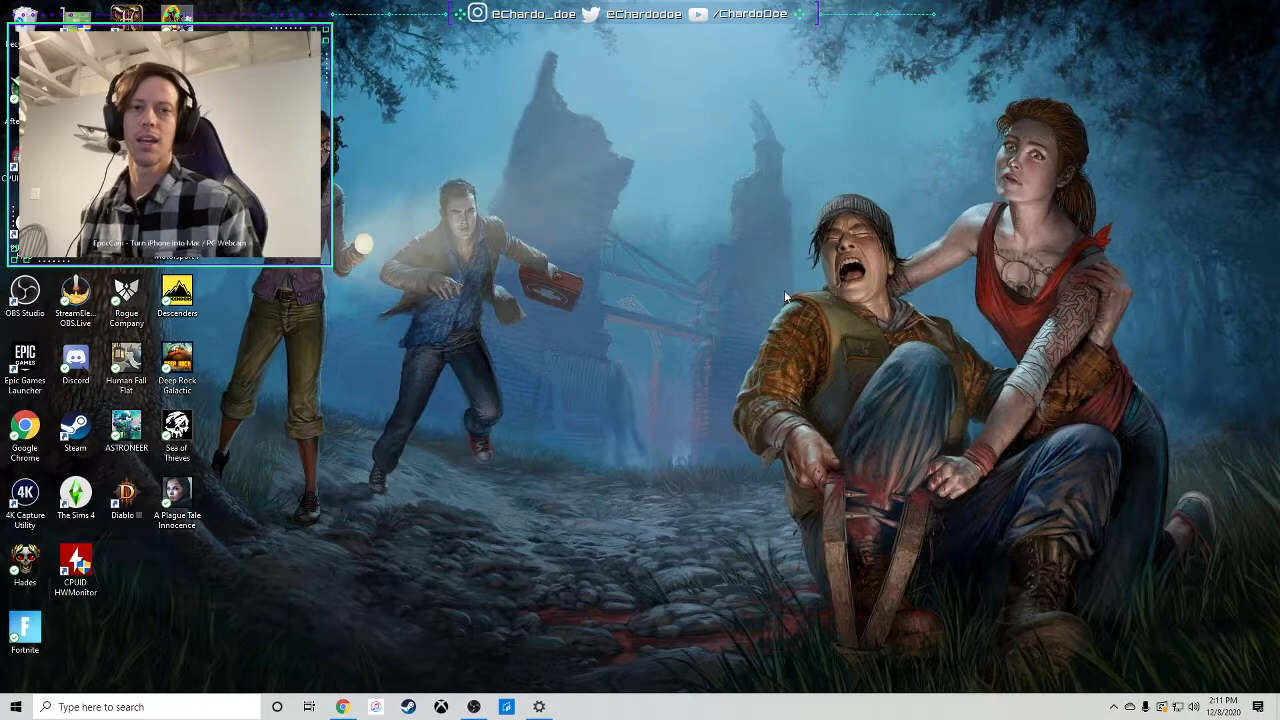 @Chardo_Doe @Chardodoe /ChardoDoe
EpocCam - Turn iPhone into Mac / PC Webcam
OBS Studio
StreamEle...
OBS.Live
Rogue
Company
Descenders
EPIC
GAMES
Epic Games
Launcher
Discord
Human Fall
Flat
Deep Rock
Galactic
Google
Chrome
Steam
ASTRONEER
Sea of
Thieves
4K
4K Capture
Utility
The Sims 4
Diablo III
A Plague Tale
Innocence
Hades
CPUID
HWMonitor
F
Fortnite
Type here to search
2:11 PM
12/8/2020